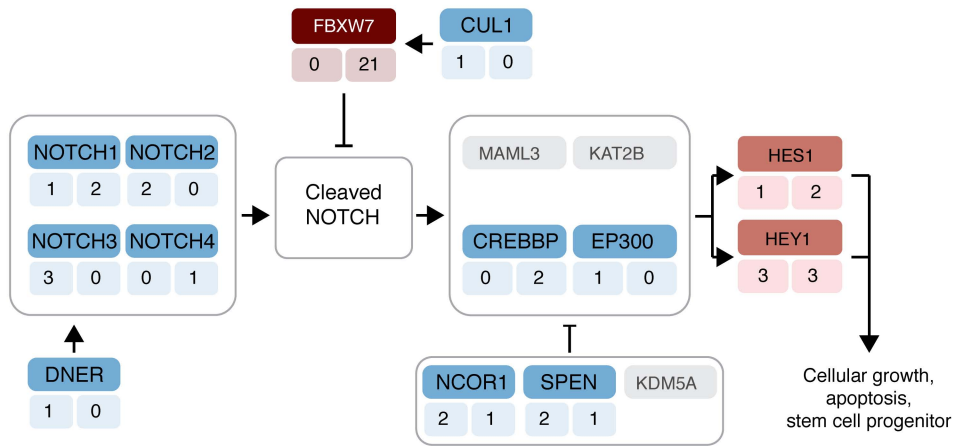 FBXW7 CUL1
0 21 1 0
NOTCH1 NOTCH2
1 2 2 0
NOTCH3 NOTCH4
3 0 0 1
Cleaved
NOTCH
MAML3 KAT2B
CREBBP EP300
0 2 1 0
HES1
1 2
HEY1
3 3
DNER
1 0
NCOR1 SPEN KDM5A
2 1 2 1
Cellular growth,
apoptosis,
stem cell progenitor